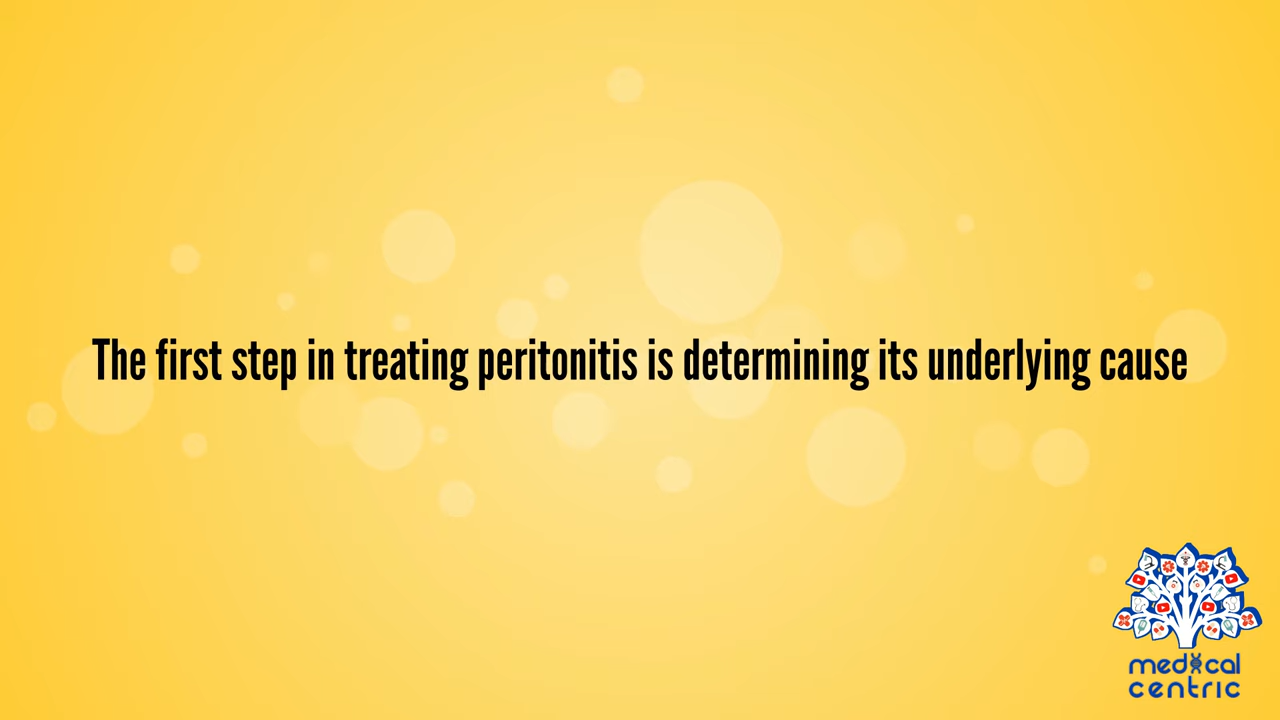 The first step in treating peritonitis is determining its underlying cause
medical
centric